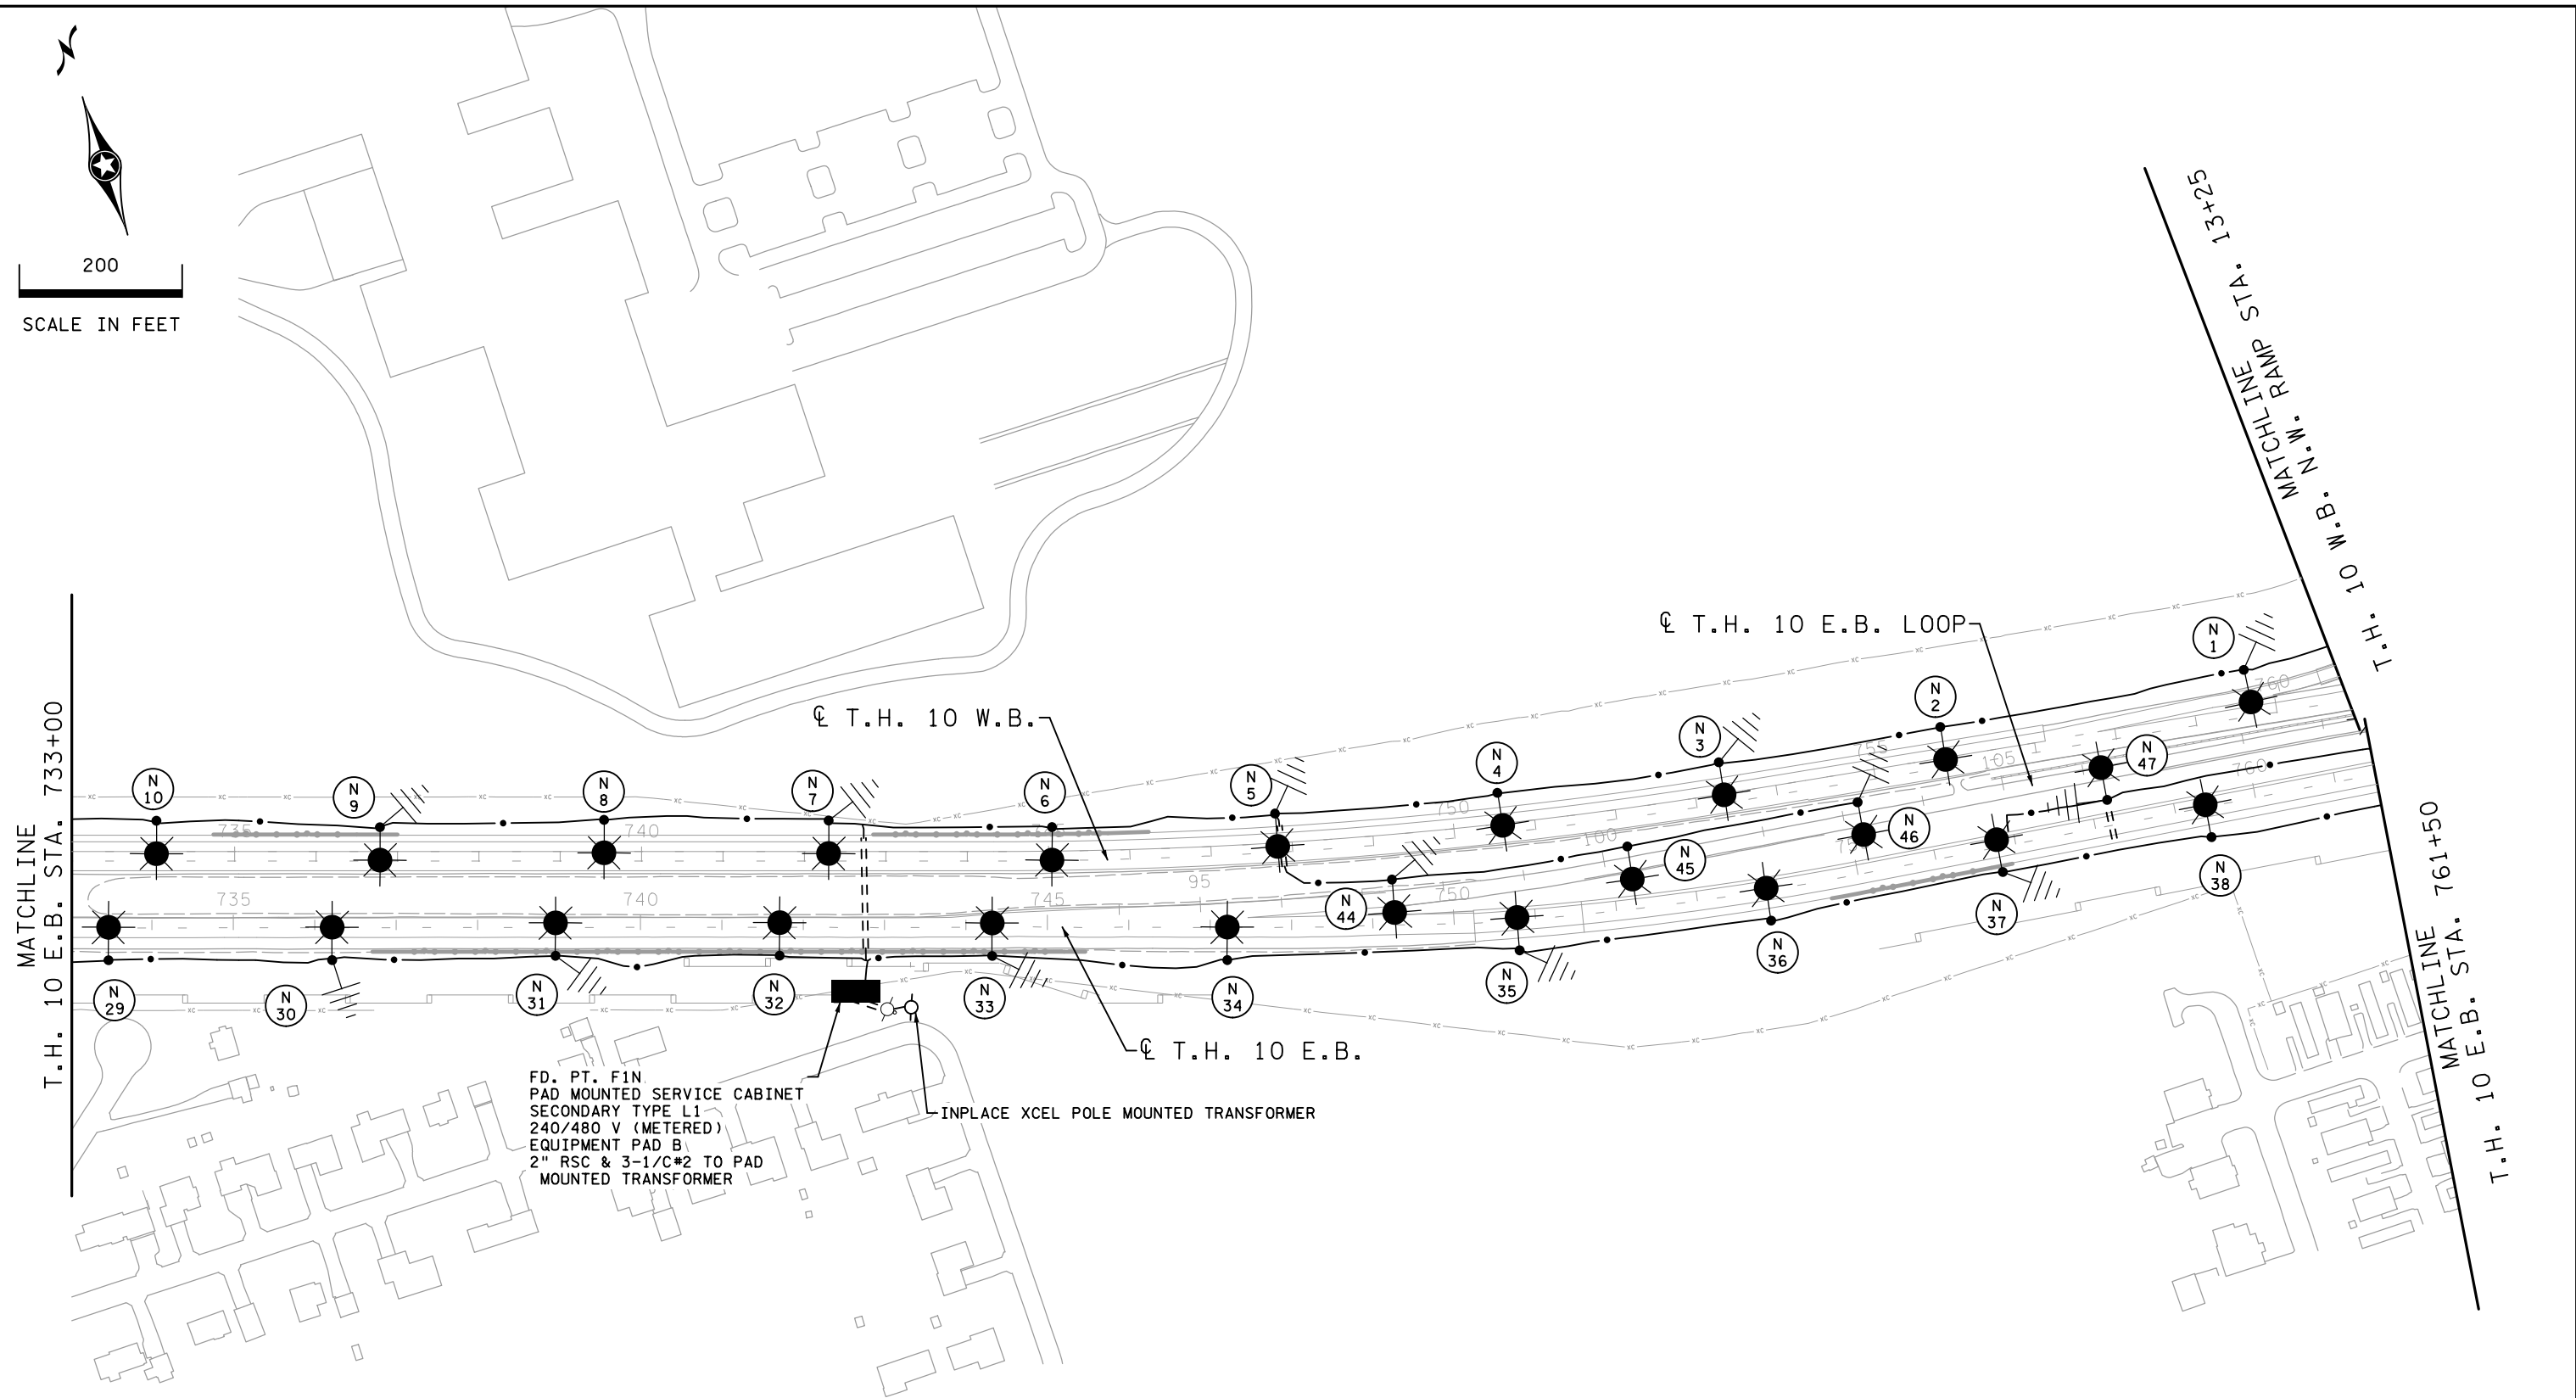 200
SCALE IN FEET
MATCHLINE
T.H. 10 W.B. N.W. RAMP STA. 13+25
℄ T.H. 10 E.B. LOOP
℄ T.H. 10 W.B.
N 1
N 2
N 3
N 4
N 5
N 6
N 7
N 8
N 9
N 10
MATCHLINE
T.H. 10 E.B. STA. 733+00
735
740
750
755
760
105
100
95
735
740
745
750
760
N 44
N 45
N 46
N 47
N 29
N 30
N 31
N 32
N 33
N 34
N 35
N 36
N 37
N 38
℄ T.H. 10 E.B.
MATCHLINE
T.H. 10 E.B. STA. 761+50
FD. PT. F1N
PAD MOUNTED SERVICE CABINET
SECONDARY TYPE L1
240/480 V (METERED)
EQUIPMENT PAD B
2" RSC & 3-1/C#2 TO PAD
MOUNTED TRANSFORMER
INPLACE XCEL POLE MOUNTED TRANSFORMER